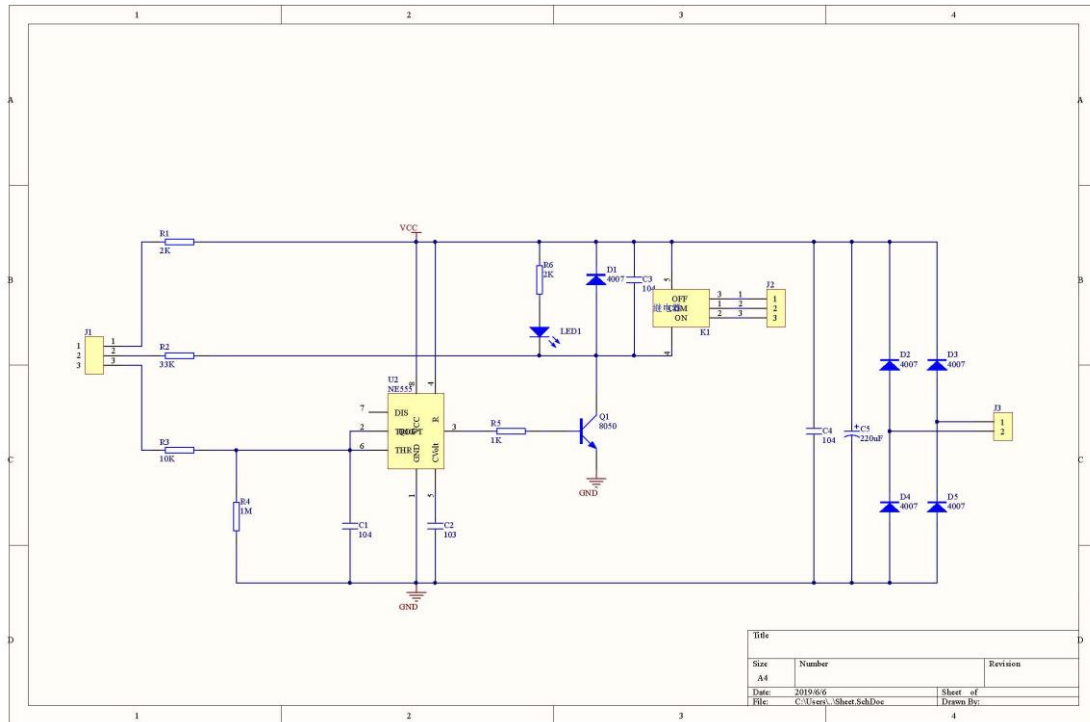 1 2 3 4
A A
VCC
R1
2K
R6
2K
D1
4007
C3
104
5
OFF 3 1 J2
COM 1 2 1
ON 2 3 2
3
K1
4
B B
J1
1 1
2 2
3 3
R2
33K
LED1
D2
4007
D3
4007
U2
NE555
8 4
7 DIS VCC R
2
6 THR GND CVolt
3
R5
1K
Q1
8050
GND
C4
104
C5
220uF
J3
1
2
R3
10K
C C
R4
1M
1 5
C1
104
C2
103
D4
4007
D5
4007
GND
D D
Title
Size Number Revision
A4
Date: 2019/6/6 Sheet of
File: C:\Users\..\Sheet.SchDoc Drawn By:
1 2 3 4